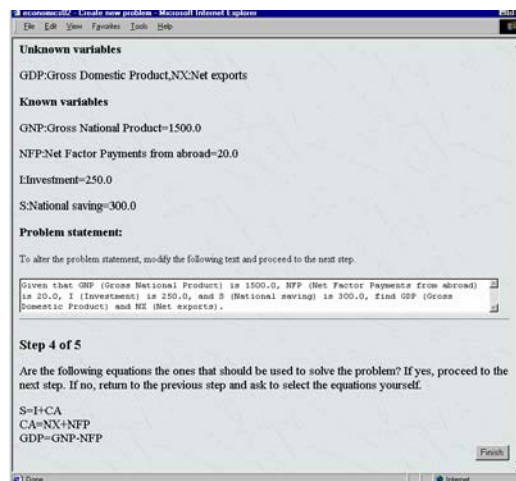 economics02 - Create new problem - Microsoft Internet Explorer
File Edit View Favorites Tools Help
Unknown variables
GDP:Gross Domestic Product,NX:Net exports
Known variables
GNP:Gross National Product=1500.0
NFP:Net Factor Payments from abroad=20.0
I:Investment=250.0
S:National saving=300.0
Problem statement:
To alter the problem statement, modify the following text and proceed to the next step.
Given that GNP (Gross National Product) is 1500.0, NFP (Net Factor Payments from abroad)
is 20.0, I (Investment) is 250.0, and S (National saving) is 300.0, find GDP (Gross
Domestic Product) and NX (Net exports).
Step 4 of 5
Are the following equations the ones that should be used to solve the problem? If yes, proceed to the
next step. If no, return to the previous step and ask to select the equations yourself.
S=I+CA
CA=NX+NFP
GDP=GNP-NFP
Finish
Done Internet